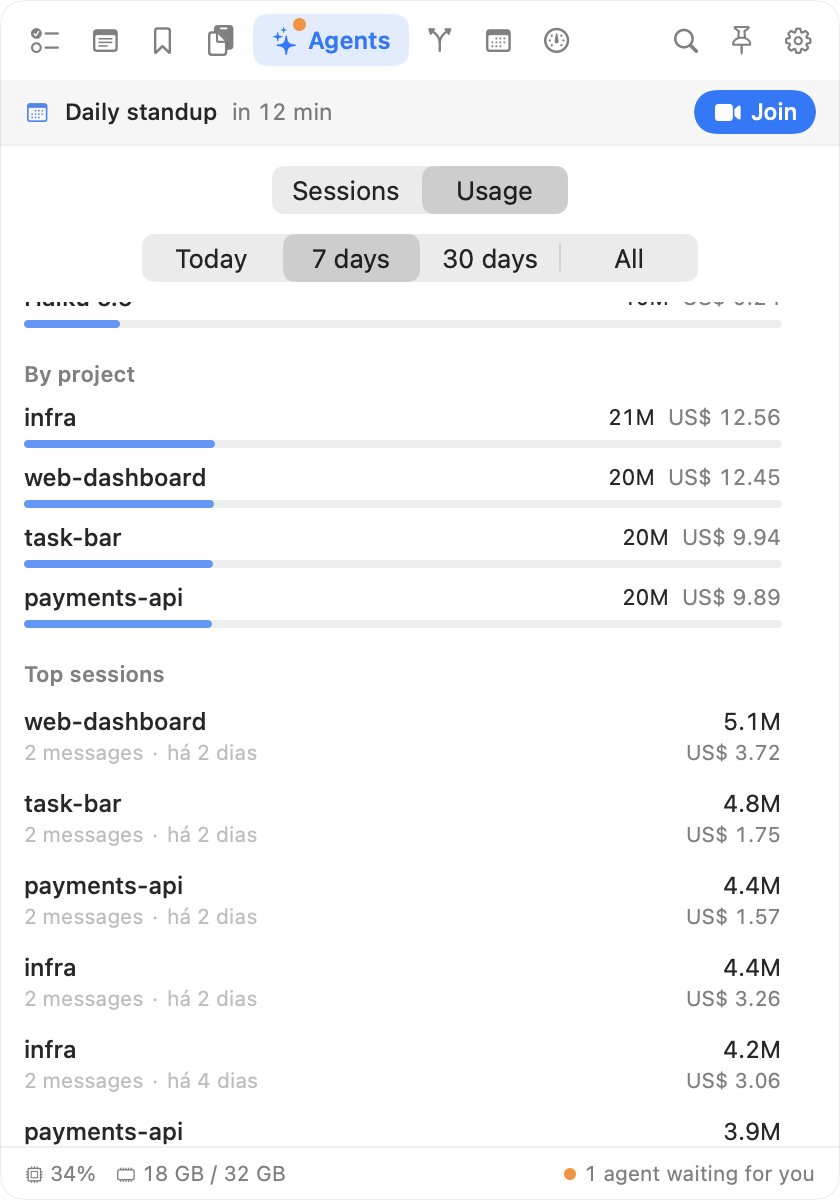 Agents
Daily standup in 12 min
Join
Sessions Usage
Today 7 days 30 days All
By project
infra 21M US$ 12.56
web-dashboard 20M US$ 12.45
task-bar 20M US$ 9.94
payments-api 20M US$ 9.89
Top sessions
web-dashboard 5.1M
2 messages · há 2 dias US$ 3.72
task-bar 4.8M
2 messages · há 2 dias US$ 1.75
payments-api 4.4M
2 messages · há 2 dias US$ 1.57
infra 4.4M
2 messages · há 2 dias US$ 3.26
infra 4.2M
2 messages · há 4 dias US$ 3.06
payments-api 3.9M
34% 18 GB / 32 GB 1 agent waiting for you